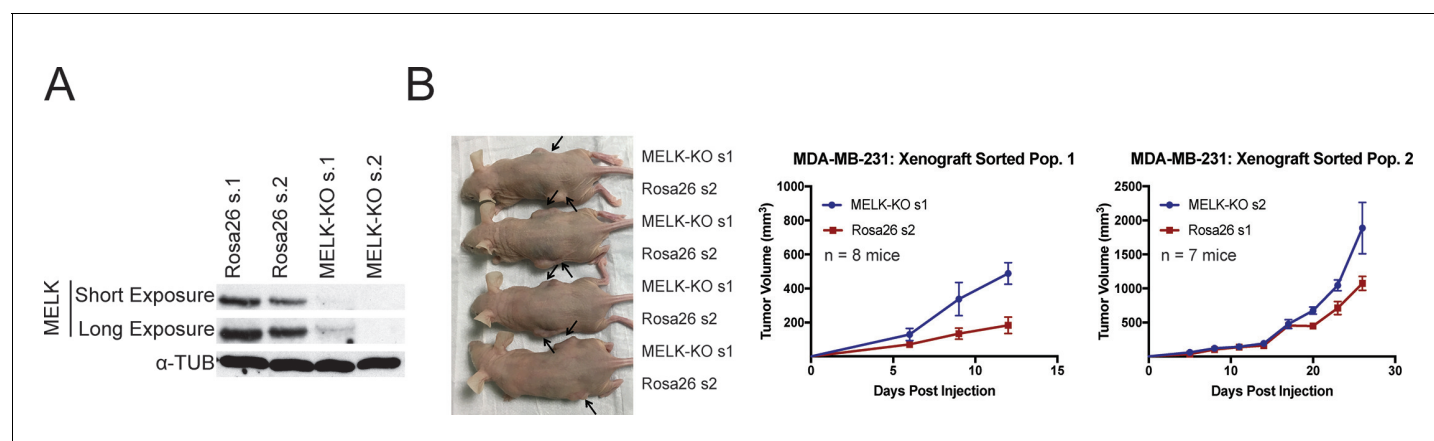 A
B
Rosa26 s.1
Rosa26 s.2
MELK-KO s.1
MELK-KO s.2
MELK
Short Exposure
Long Exposure
α-TUB
MELK-KO s1
Rosa26 s2
MELK-KO s1
Rosa26 s2
MELK-KO s1
Rosa26 s2
MELK-KO s1
Rosa26 s2
MDA-MB-231: Xenograft Sorted Pop. 1
Tumor Volume (mm³)
1000
800
600
400
200
MELK-KO s1
Rosa26 s2
n = 8 mice
0
5
10
15
Days Post Injection
MDA-MB-231: Xenograft Sorted Pop. 2
Tumor Volume (mm³)
2500
2000
1500
1000
500
MELK-KO s2
Rosa26 s1
n = 7 mice
0
10
20
30
Days Post Injection